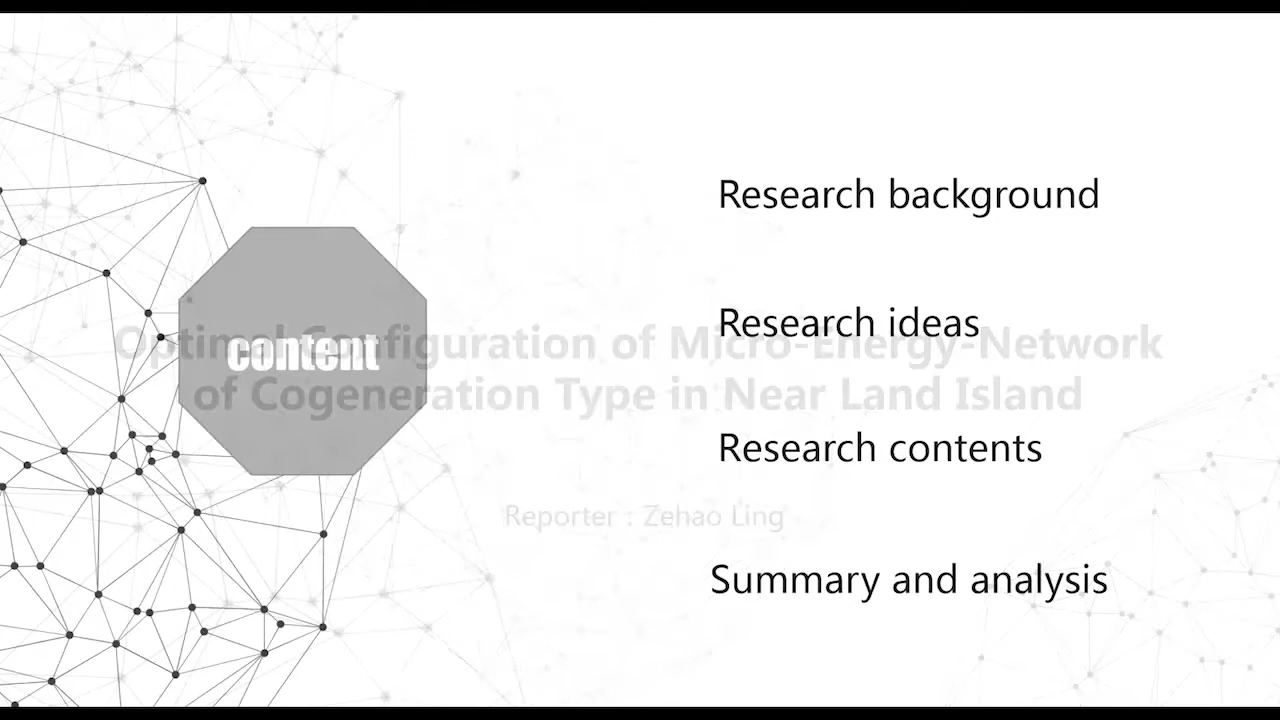 Research background
Research ideas
Optimal Configuration of Micro-Energy-Network
content
of Cogeneration Type in Near Land Island
Research contents
Reporter : Zehao Ling
Summary and analysis